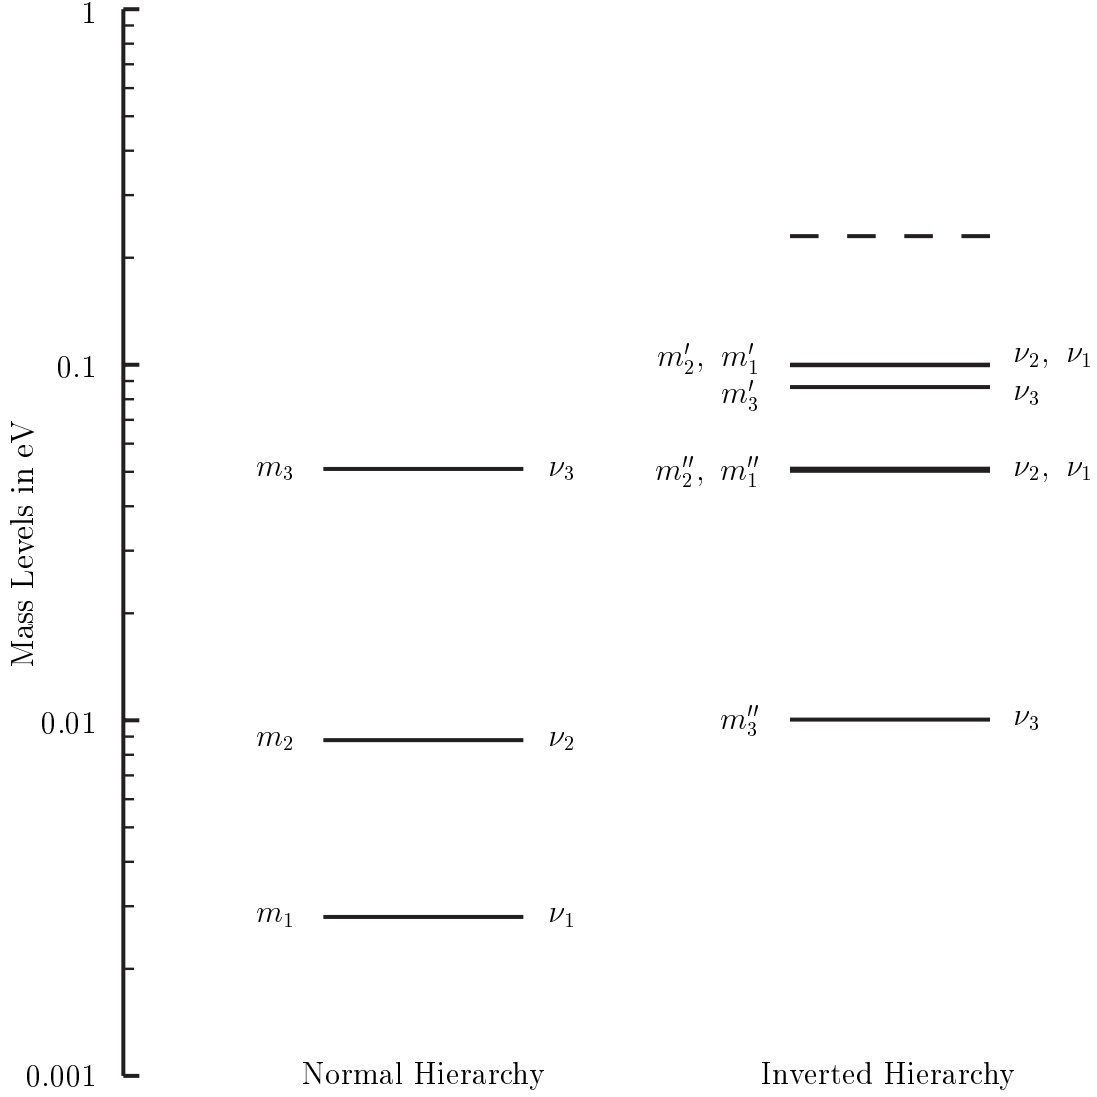 1
0.1
0.01
0.001
Mass Levels in eV
m₃ ν₃
m₂ ν₂
m₁ ν₁
Normal Hierarchy
m′₂, m′₁ ν₂, ν₁
m′₃ ν₃
m″₂, m″₁ ν₂, ν₁
m″₃ ν₃
Inverted Hierarchy